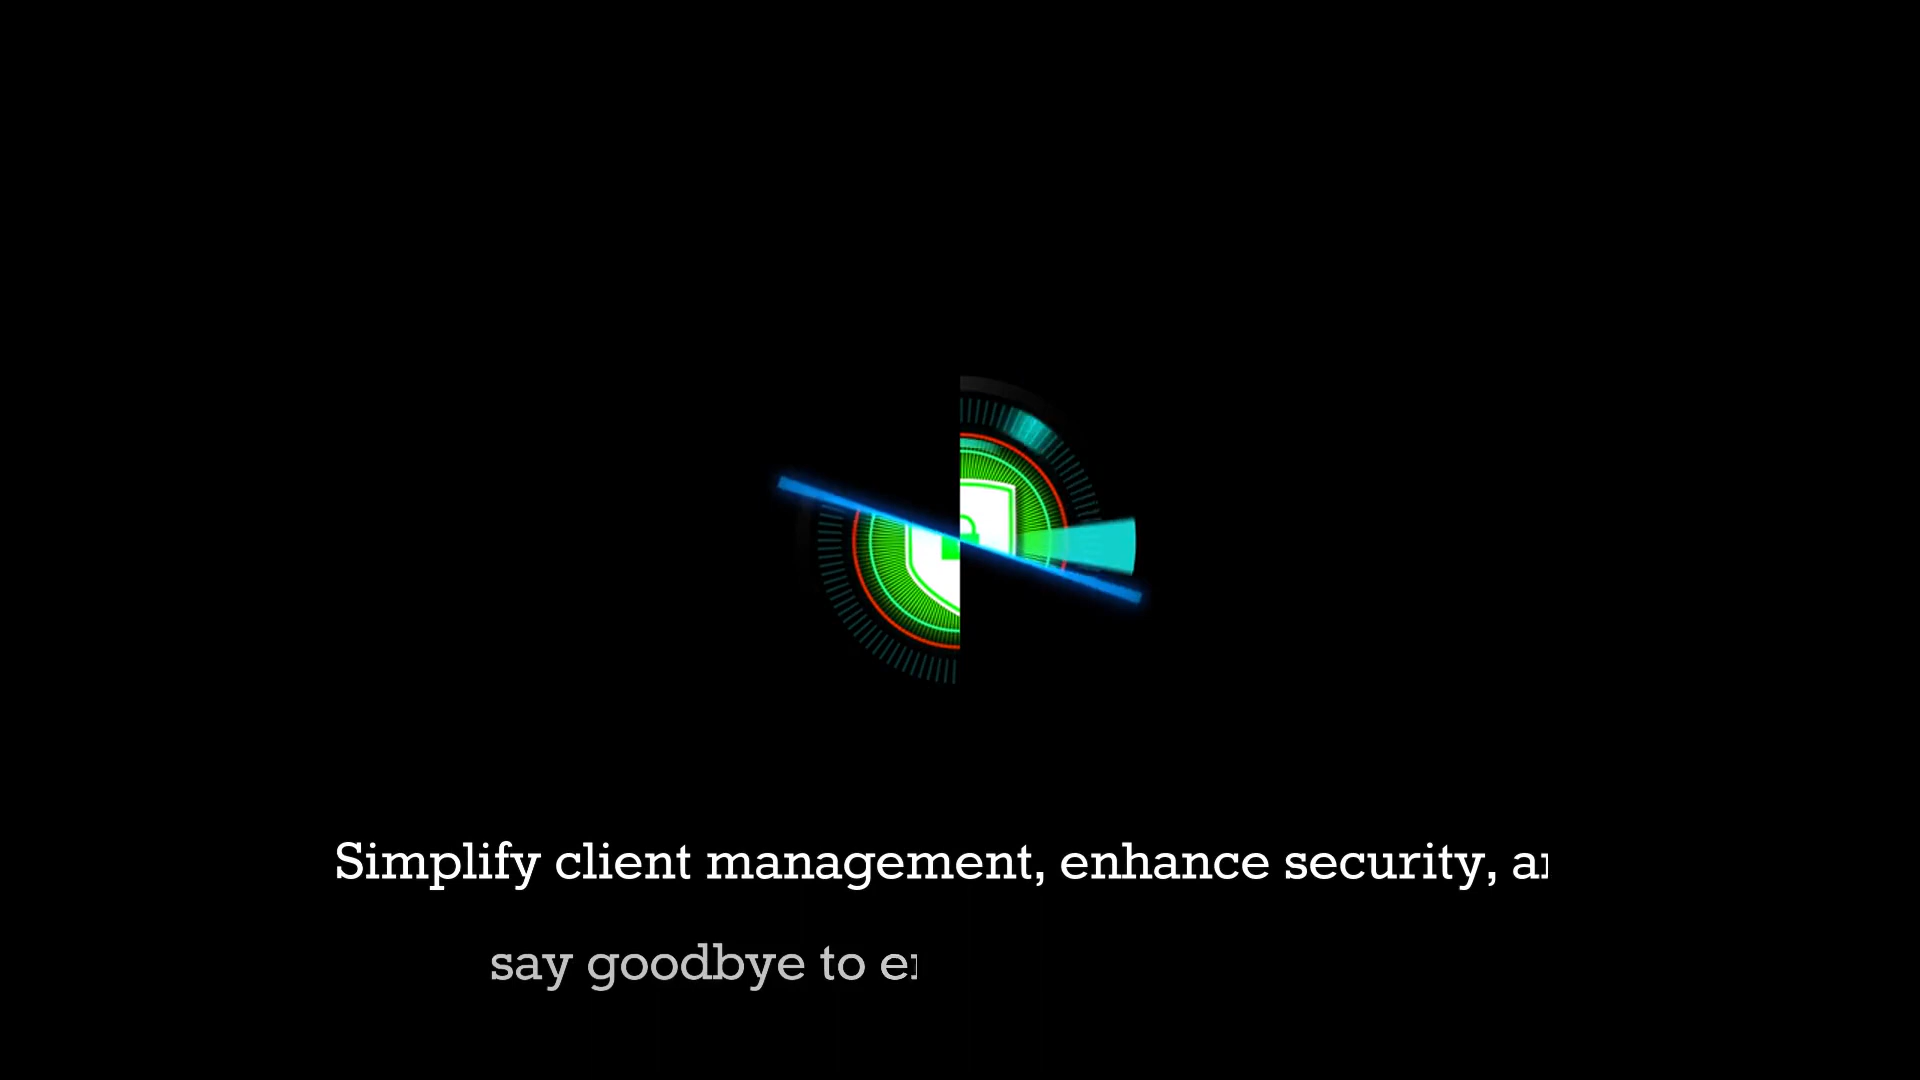 Simplify client management, enhance security,
say goodbye to